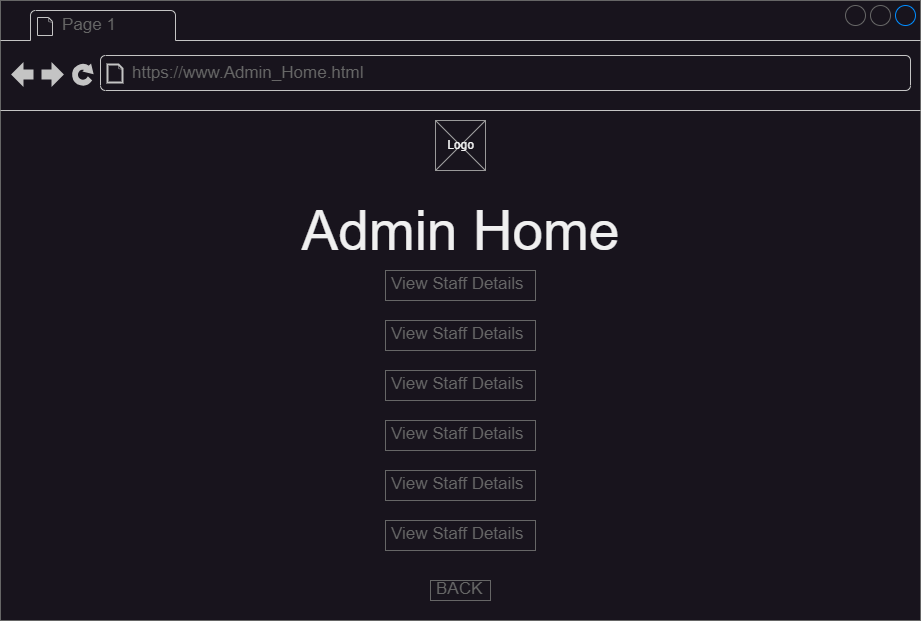 Page 1
https://www.Admin_Home.html
Logo
Admin Home
View Staff Details
View Staff Details
View Staff Details
View Staff Details
View Staff Details
View Staff Details
BACK